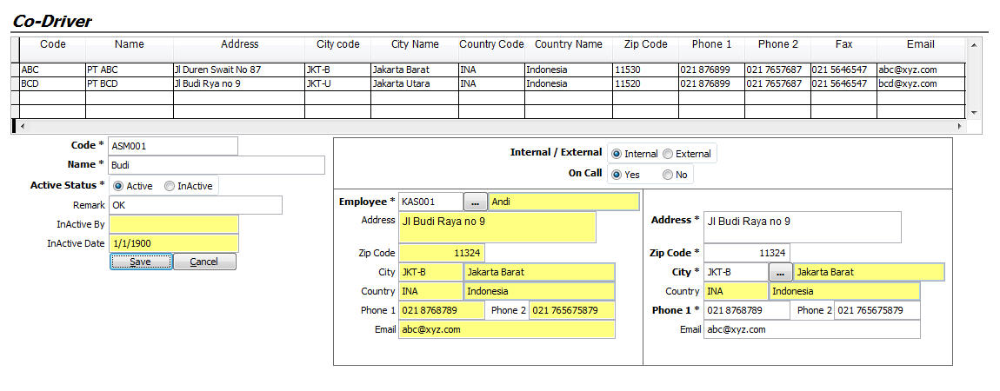 Co-Driver
Code Name Address City code City Name Country Code Country Name Zip Code Phone 1 Phone 2 Fax Email
ABC PT ABC Jl Duren Swait No 87 JKT-B Jakarta Barat INA Indonesia 11530 021 876899 021 7657687 021 5646547 abc@xyz.com
BCD PT BCD Jl Budi Rya no 9 JKT-U Jakarta Utara INA Indonesia 11520 021 876899 021 7657687 021 5646547 bcd@xyz.com
Code * ASM001
Name * Budi
Active Status * Active InActive
Remark OK
InActive By
InActive Date 1/1/1900
Save Cancel
Internal / External Internal External
On Call Yes No
Employee * KAS001 ... Andi
Address Jl Budi Raya no 9
Zip Code 11324
City JKT-B Jakarta Barat
Country INA Indonesia
Phone 1 021 8768789 Phone 2 021 765675879
Email abc@xyz.com
Address * Jl Budi Raya no 9
Zip Code * 11324
City * JKT-B ... Jakarta Barat
Country INA Indonesia
Phone 1 * 021 8768789 Phone 2 021 765675879
Email abc@xyz.com